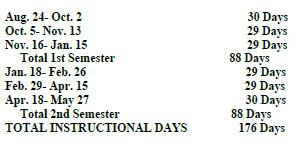 Aug. 24- Oct. 2 30 Days
Oct. 5- Nov. 13 29 Days
Nov. 16- Jan. 15 29 Days
Total 1st Semester 88 Days
Jan. 18- Feb. 26 29 Days
Feb. 29- Apr. 15 29 Days
Apr. 18- May 27 30 Days
Total 2nd Semester 88 Days
TOTAL INSTRUCTIONAL DAYS 176 Days